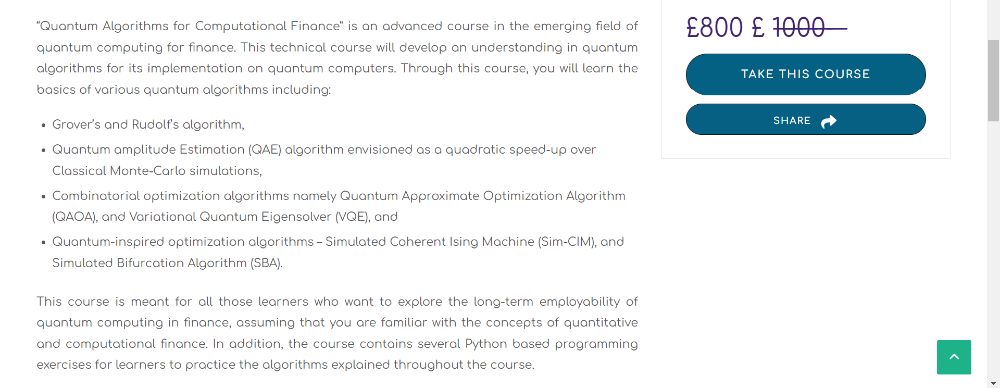 “Quantum Algorithms for Computational Finance” is an advanced course in the emerging field of
quantum computing for finance. This technical course will develop an understanding in quantum
algorithms for its implementation on quantum computers. Through this course, you will learn the
basics of various quantum algorithms including:
• Grover’s and Rudolf’s algorithm,
• Quantum amplitude Estimation (QAE) algorithm envisioned as a quadratic speed-up over
Classical Monte-Carlo simulations,
• Combinatorial optimization algorithms namely Quantum Approximate Optimization Algorithm
(QAOA), and Variational Quantum Eigensolver (VQE), and
• Quantum-inspired optimization algorithms – Simulated Coherent Ising Machine (Sim-CIM), and
Simulated Bifurcation Algorithm (SBA).
This course is meant for all those learners who want to explore the long-term employability of
quantum computing in finance, assuming that you are familiar with the concepts of quantitative
and computational finance. In addition, the course contains several Python based programming
exercises for learners to practice the algorithms explained throughout the course.
£800 £ 1000
TAKE THIS COURSE
SHARE